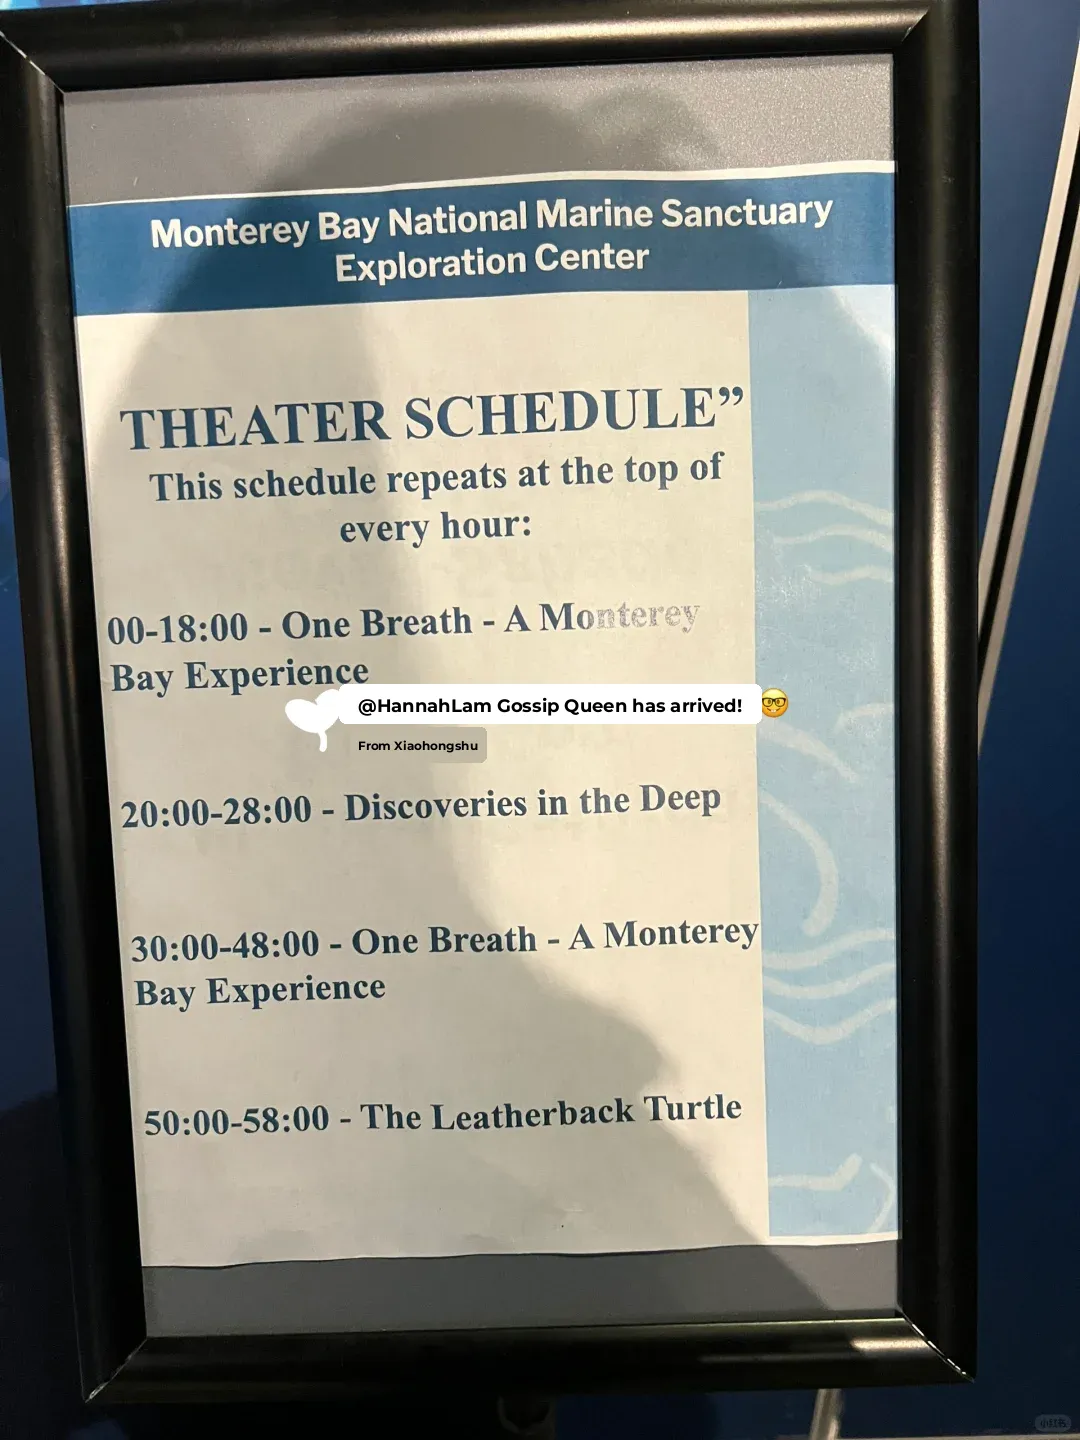 Monterey Bay National Marine Sanctuary
Exploration Center
THEATER SCHEDULE”
This schedule repeats at the top of
every hour:
00-18:00 - One Breath - A Monterey
Bay Experience
@HannahLam Gossip Queen has arrived!
From Xiaohongshu
20:00-28:00 - Discoveries in the Deep
30:00-48:00 - One Breath - A Monterey
Bay Experience
50:00-58:00 - The Leatherback Turtle
小红书